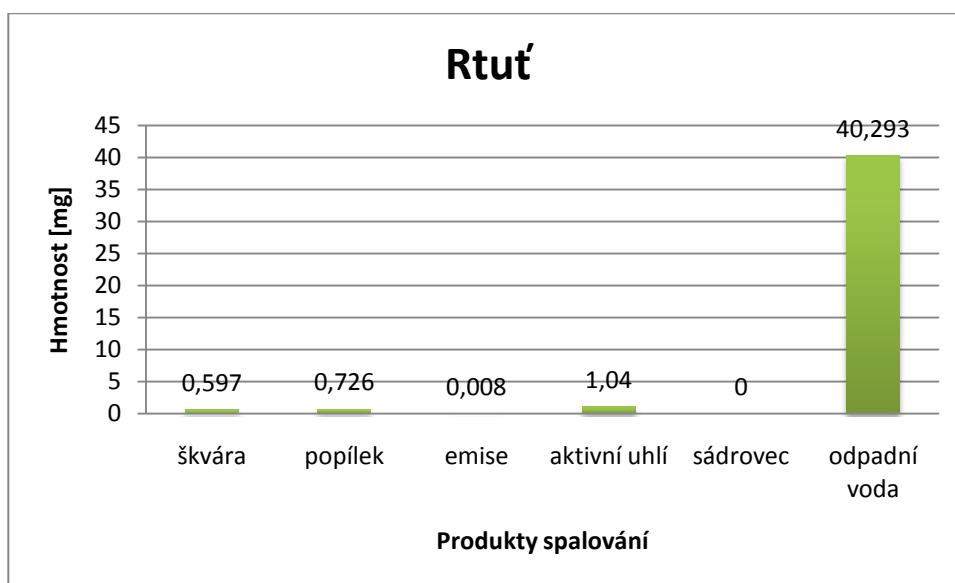 Rtuť
Hmotnost [mg]
45
40
35
30
25
20
15
10
5
0
0,597
0,726
0,008
1,04
0
40,293
škvára
popílek
emise
aktivní uhlí
sádrovec
odpadní
voda
Produkty spalování